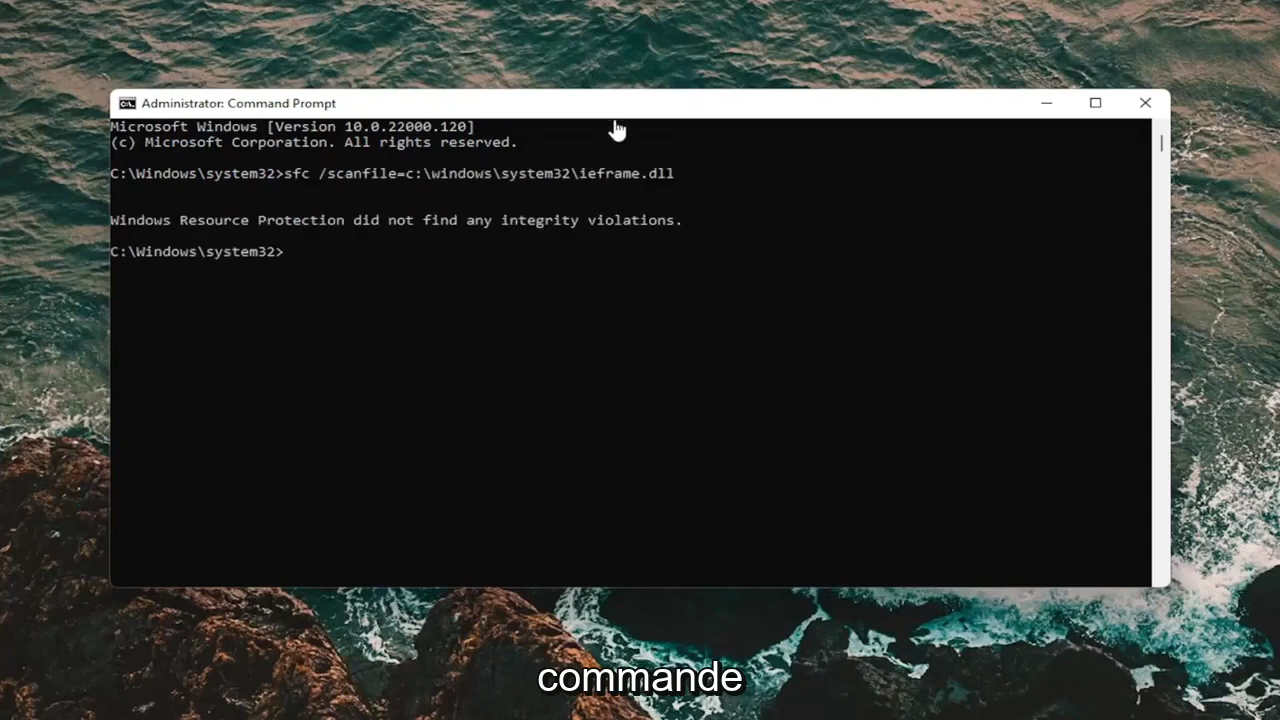 Administrator: Command Prompt
Microsoft Windows [Version 10.0.22000.120]
(c) Microsoft Corporation. All rights reserved.
C:\Windows\system32>sfc /scanfile=c:\windows\system32\ieframe.dll
Windows Resource Protection did not find any integrity violations.
C:\Windows\system32>
commande